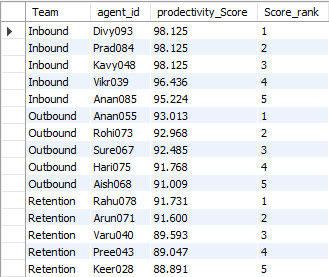 Team agent_id prodectivity_Score Score_rank
Inbound Divy093 98.125 1
Inbound Prad084 98.125 2
Inbound Kavy048 98.125 3
Inbound Vikr039 96.436 4
Inbound Anan085 95.224 5
Outbound Anan055 93.013 1
Outbound Rohi073 92.968 2
Outbound Sure067 92.485 3
Outbound Hari075 91.768 4
Outbound Aish068 91.009 5
Retention Rahu078 91.731 1
Retention Arun071 91.600 2
Retention Varu040 89.593 3
Retention Pree043 89.047 4
Retention Keer028 88.891 5